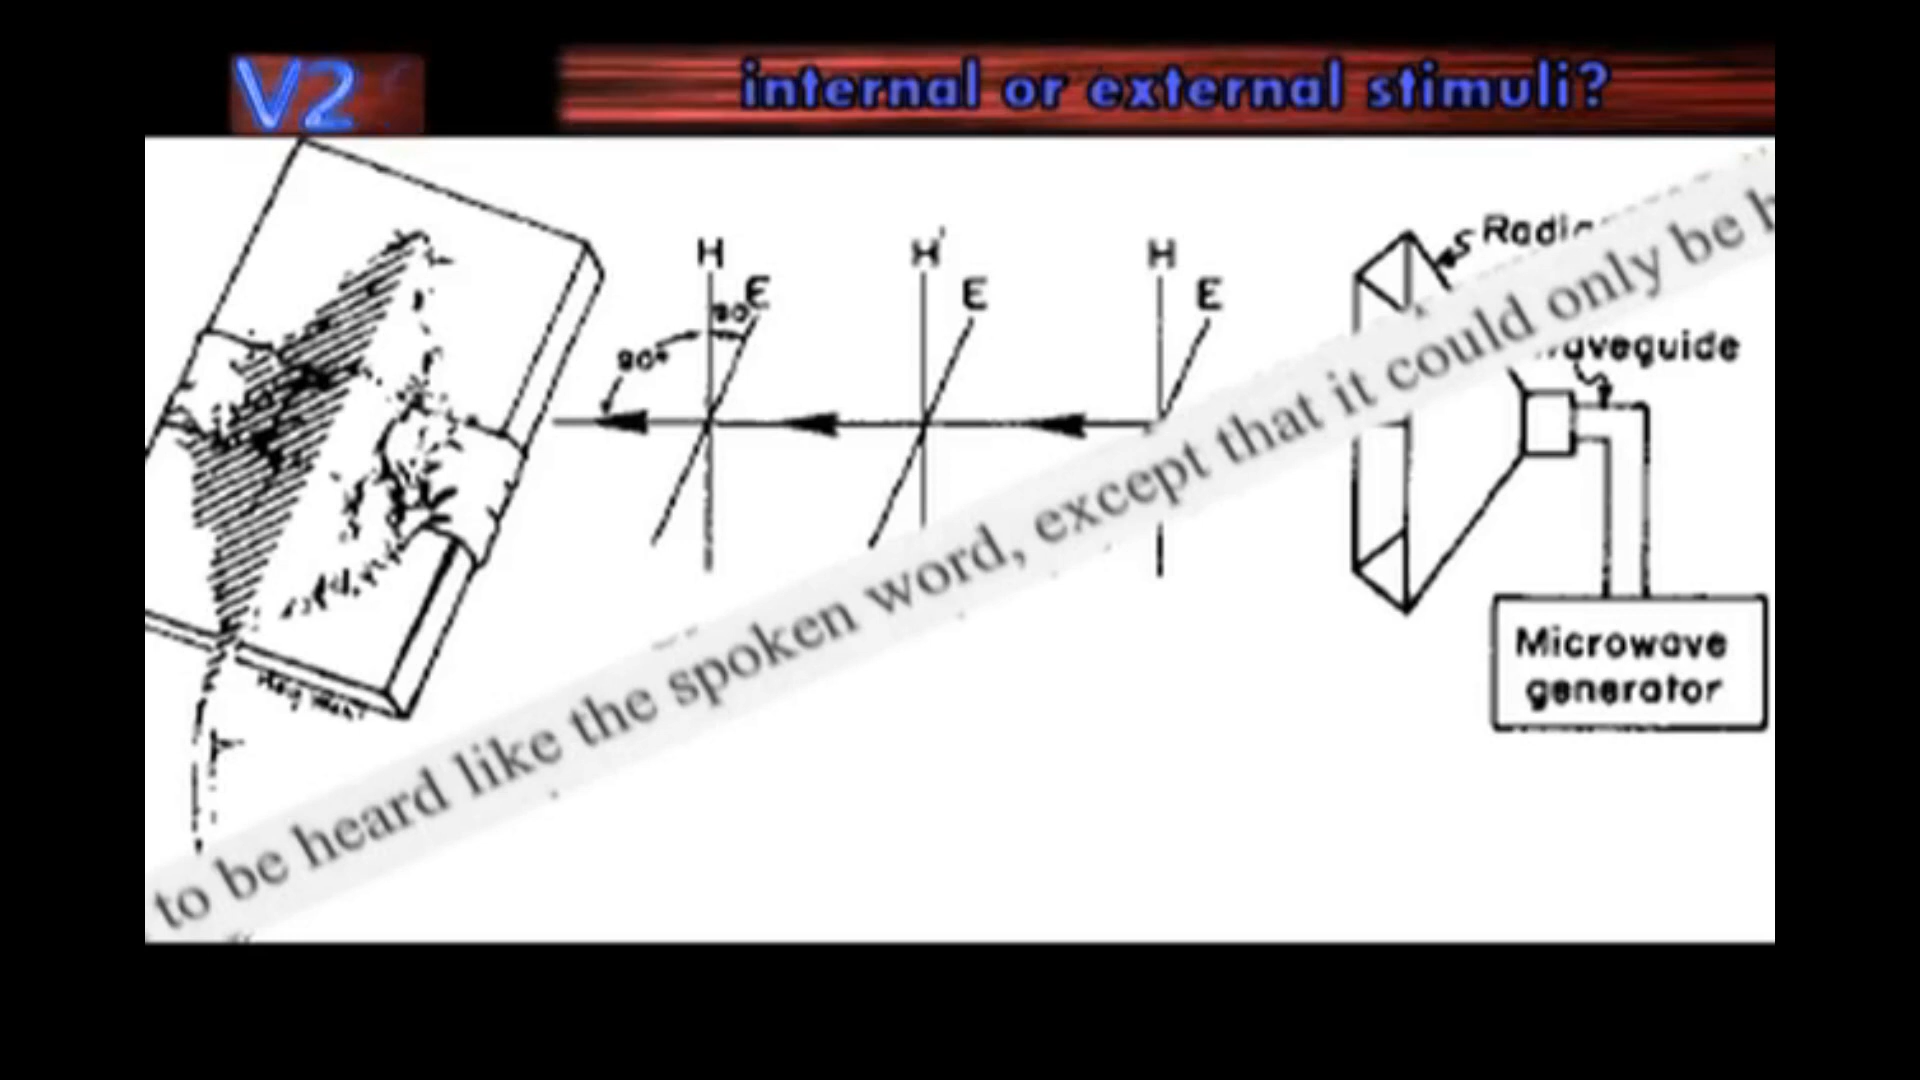 V2
internal or external stimuli?
H
E
90°
H'
E
H
E
waveguide
to be heard like the spoken word, except that it could only be
Microwave
generator